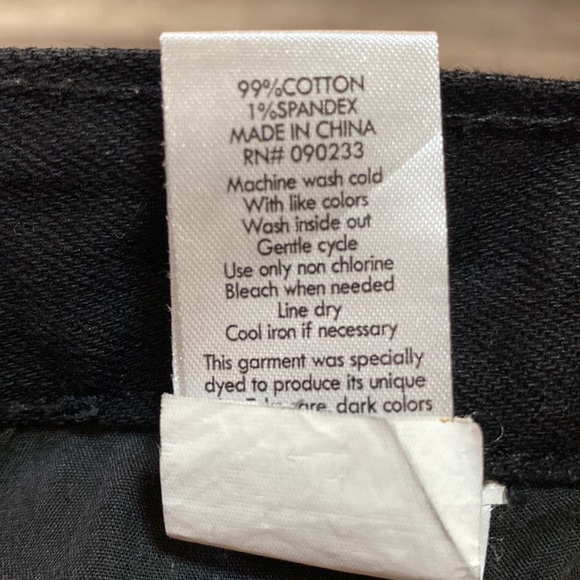 99%COTTON
1%SPANDEX
MADE IN CHINA
RN# 090233
Machine wash cold
With like colors
Wash inside out
Gentle cycle
Use only non chlorine
Bleach when needed
Line dry
Cool iron if necessary
This garment was specially
dyed to produce its unique
dark colors